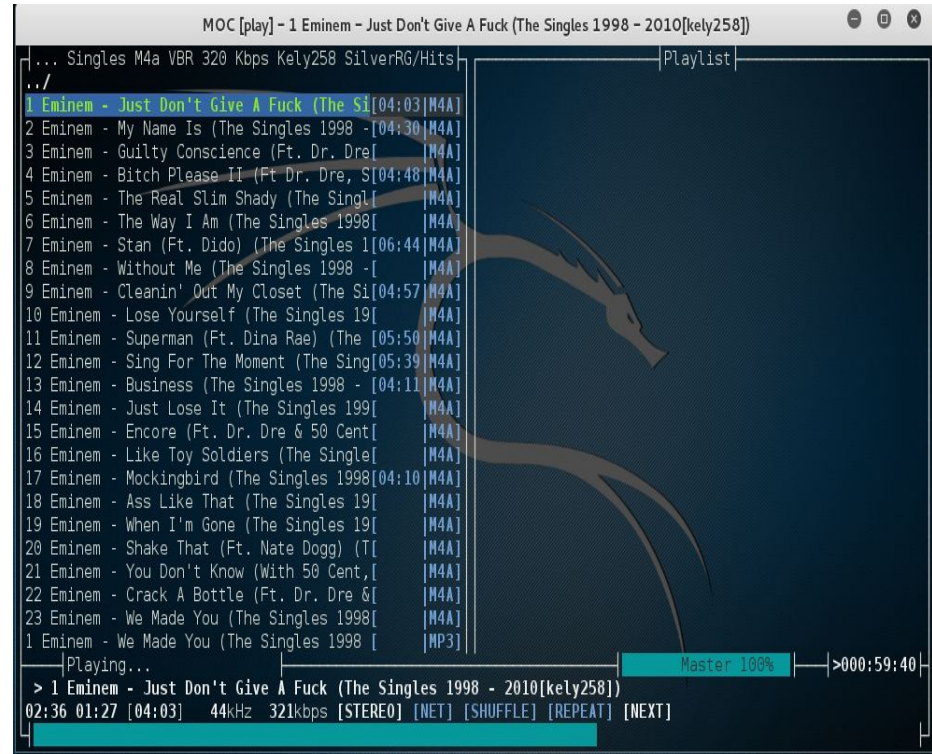 MOC [play] – 1 Eminem – Just Don't Give A Fuck (The Singles 1998 – 2010[kely258])
... Singles M4a VBR 320 Kbps Kely258 SilverRG/Hits
Playlist
../
1 Eminem - Just Don't Give A Fuck (The Si[04:03|M4A]
2 Eminem - My Name Is (The Singles 1998 -[04:30|M4A]
3 Eminem - Guilty Conscience (Ft. Dr. Dre[ |M4A]
4 Eminem - Bitch Please II (Ft Dr. Dre, S[04:48|M4A]
5 Eminem - The Real Slim Shady (The Singl[ |M4A]
6 Eminem - The Way I Am (The Singles 1998[ |M4A]
7 Eminem - Stan (Ft. Dido) (The Singles 1[06:44|M4A]
8 Eminem - Without Me (The Singles 1998 -[ |M4A]
9 Eminem - Cleanin' Out My Closet (The Si[04:57|M4A]
10 Eminem - Lose Yourself (The Singles 19[ |M4A]
11 Eminem - Superman (Ft. Dina Rae) (The [05:50|M4A]
12 Eminem - Sing For The Moment (The Sing[05:39|M4A]
13 Eminem - Business (The Singles 1998 - [04:11|M4A]
14 Eminem - Just Lose It (The Singles 199[ |M4A]
15 Eminem - Encore (Ft. Dr. Dre & 50 Cent[ |M4A]
16 Eminem - Like Toy Soldiers (The Single[ |M4A]
17 Eminem - Mockingbird (The Singles 1998[04:10|M4A]
18 Eminem - Ass Like That (The Singles 19[ |M4A]
19 Eminem - When I'm Gone (The Singles 19[ |M4A]
20 Eminem - Shake That (Ft. Nate Dogg) (T[ |M4A]
21 Eminem - You Don't Know (With 50 Cent,[ |M4A]
22 Eminem - Crack A Bottle (Ft. Dr. Dre &[ |M4A]
23 Eminem - We Made You (The Singles 1998[ |M4A]
1 Eminem - We Made You (The Singles 1998 [ |MP3]
Playing... Master 100% >000:59:40
> 1 Eminem - Just Don't Give A Fuck (The Singles 1998 - 2010[kely258])
02:36 01:27 [04:03] 44kHz 321kbps [STEREO] [NET] [SHUFFLE] [REPEAT] [NEXT]